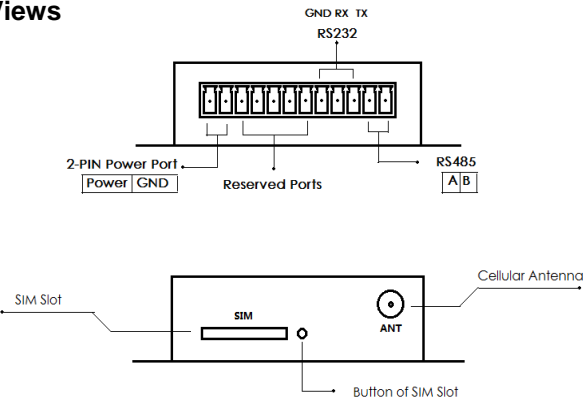 Views
GND RX TX
RS232
2-PIN Power Port
Power GND
Reserved Ports
RS485
A B
Cellular Antenna
SIM Slot
SIM
ANT
Button of SIM Slot